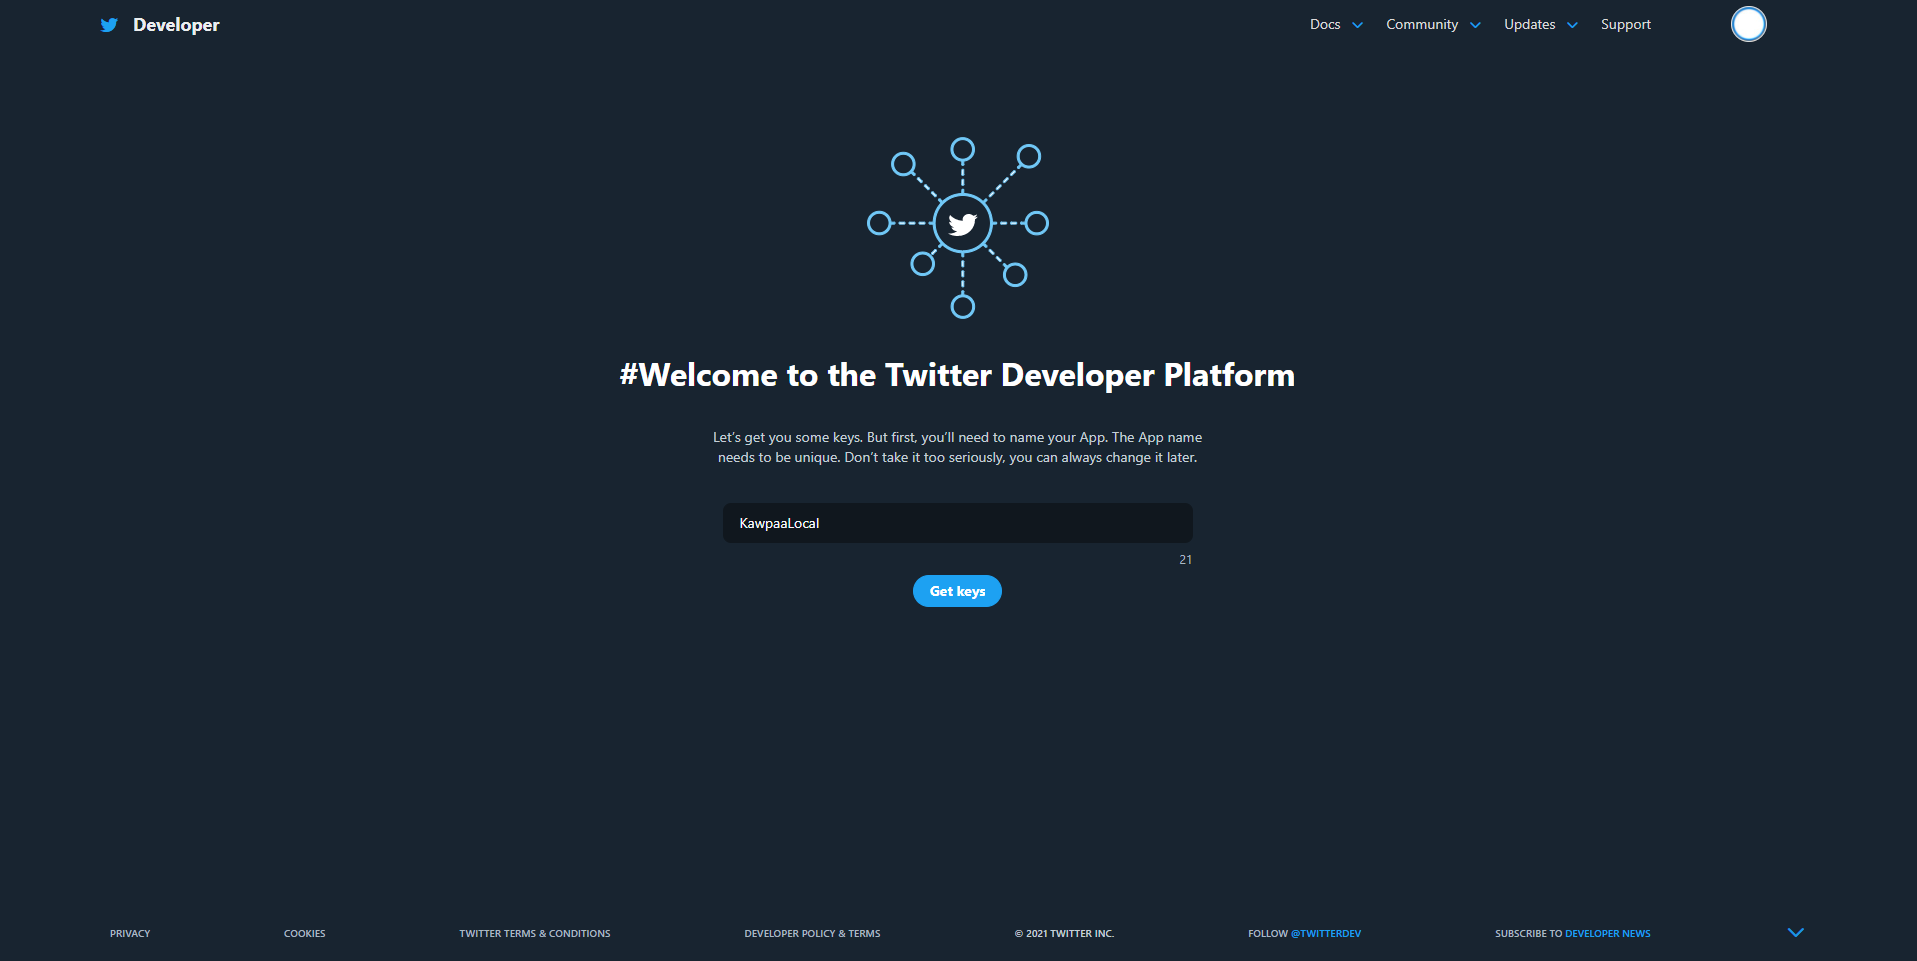 Developer
Docs Community Updates Support
#Welcome to the Twitter Developer Platform
Let’s get you some keys. But first, you’ll need to name your App. The App name
needs to be unique. Don’t take it too seriously, you can always change it later.
KawpaaLocal
21
Get keys
PRIVACY COOKIES TWITTER TERMS & CONDITIONS DEVELOPER POLICY & TERMS © 2021 TWITTER INC. FOLLOW @TWITTERDEV SUBSCRIBE TO DEVELOPER NEWS